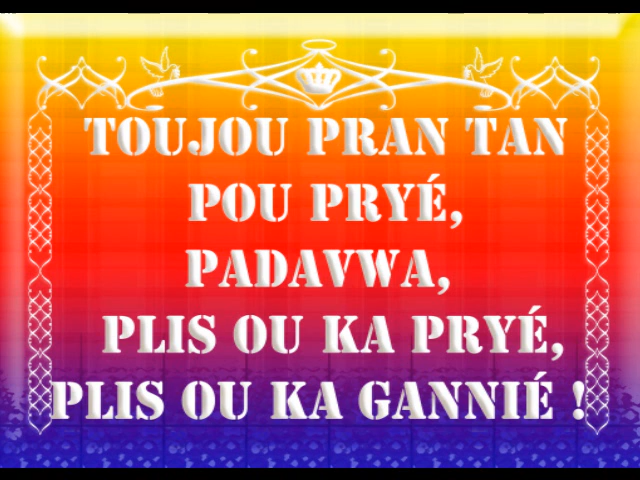 TOUJOU PRAN TAN
POU PRYÉ,
PADAVWA,
PLIS OU KA PRYÉ,
PLIS OU KA GANNIÉ !